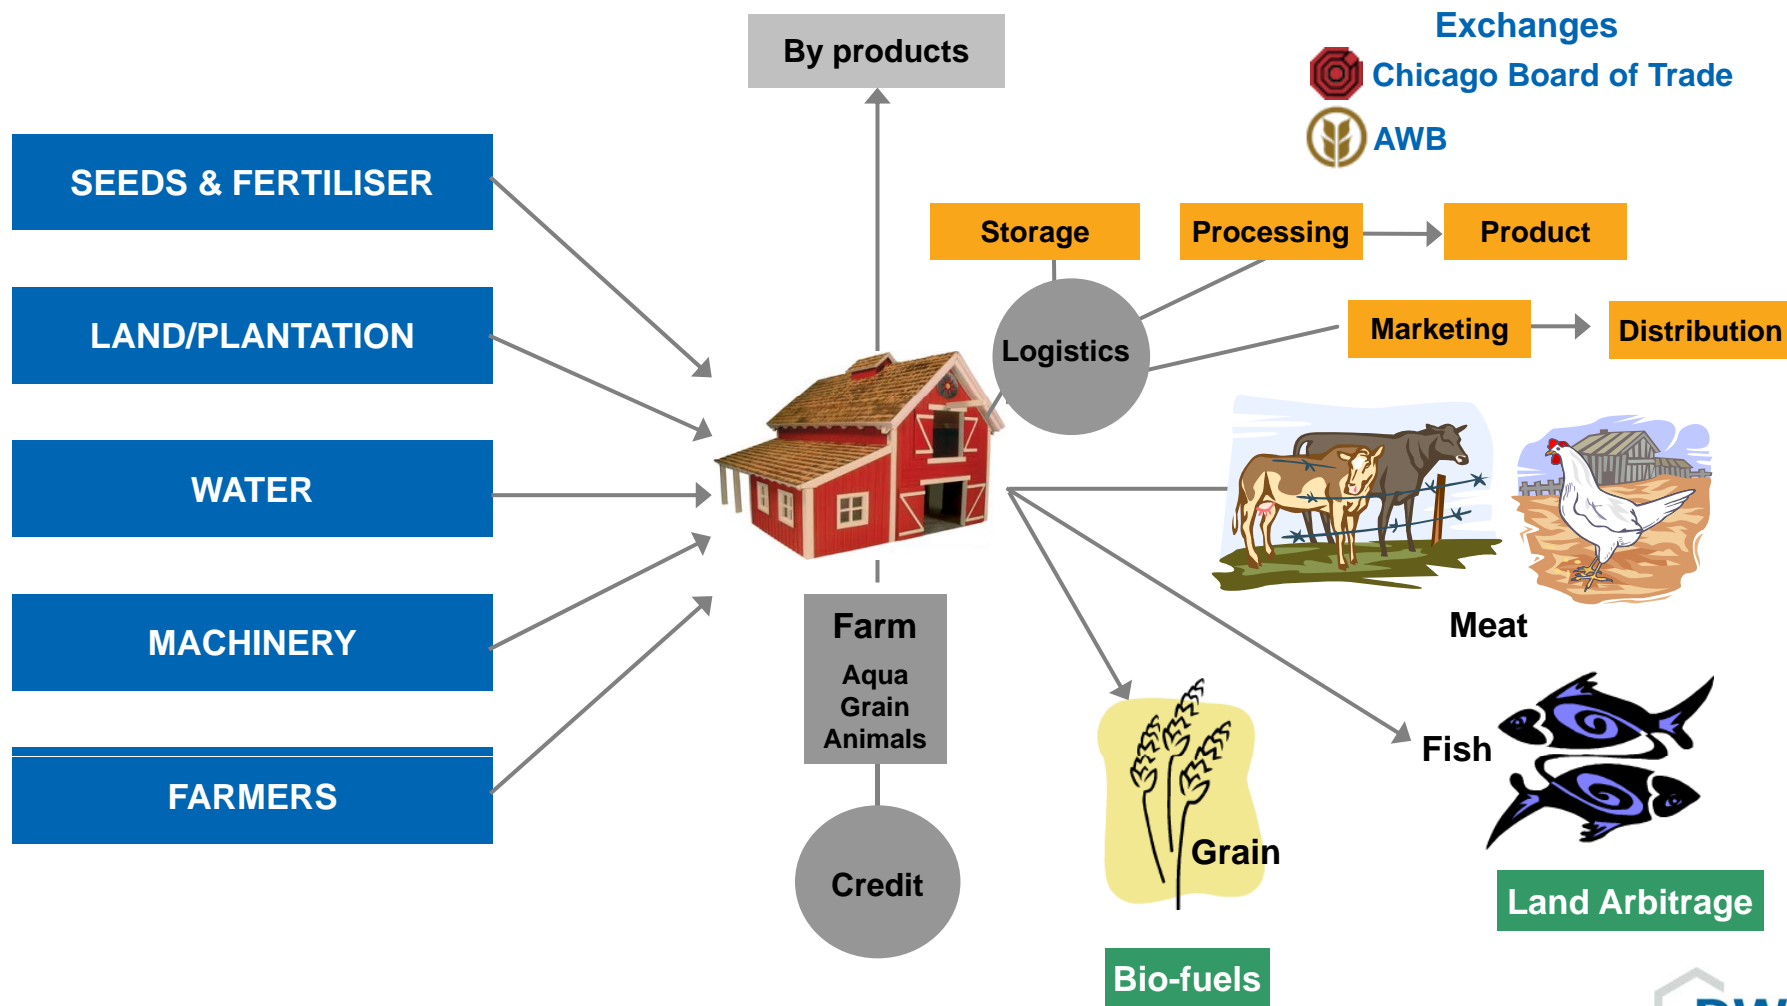 By products
Exchanges
Chicago Board of Trade
AWB
SEEDS & FERTILISER
LAND/PLANTATION
WATER
MACHINERY
FARMERS
Storage
Processing
Product
Logistics
Marketing
Distribution
Meat
Farm
Aqua
Grain
Animals
Credit
Fish
Grain
Land Arbitrage
Bio-fuels